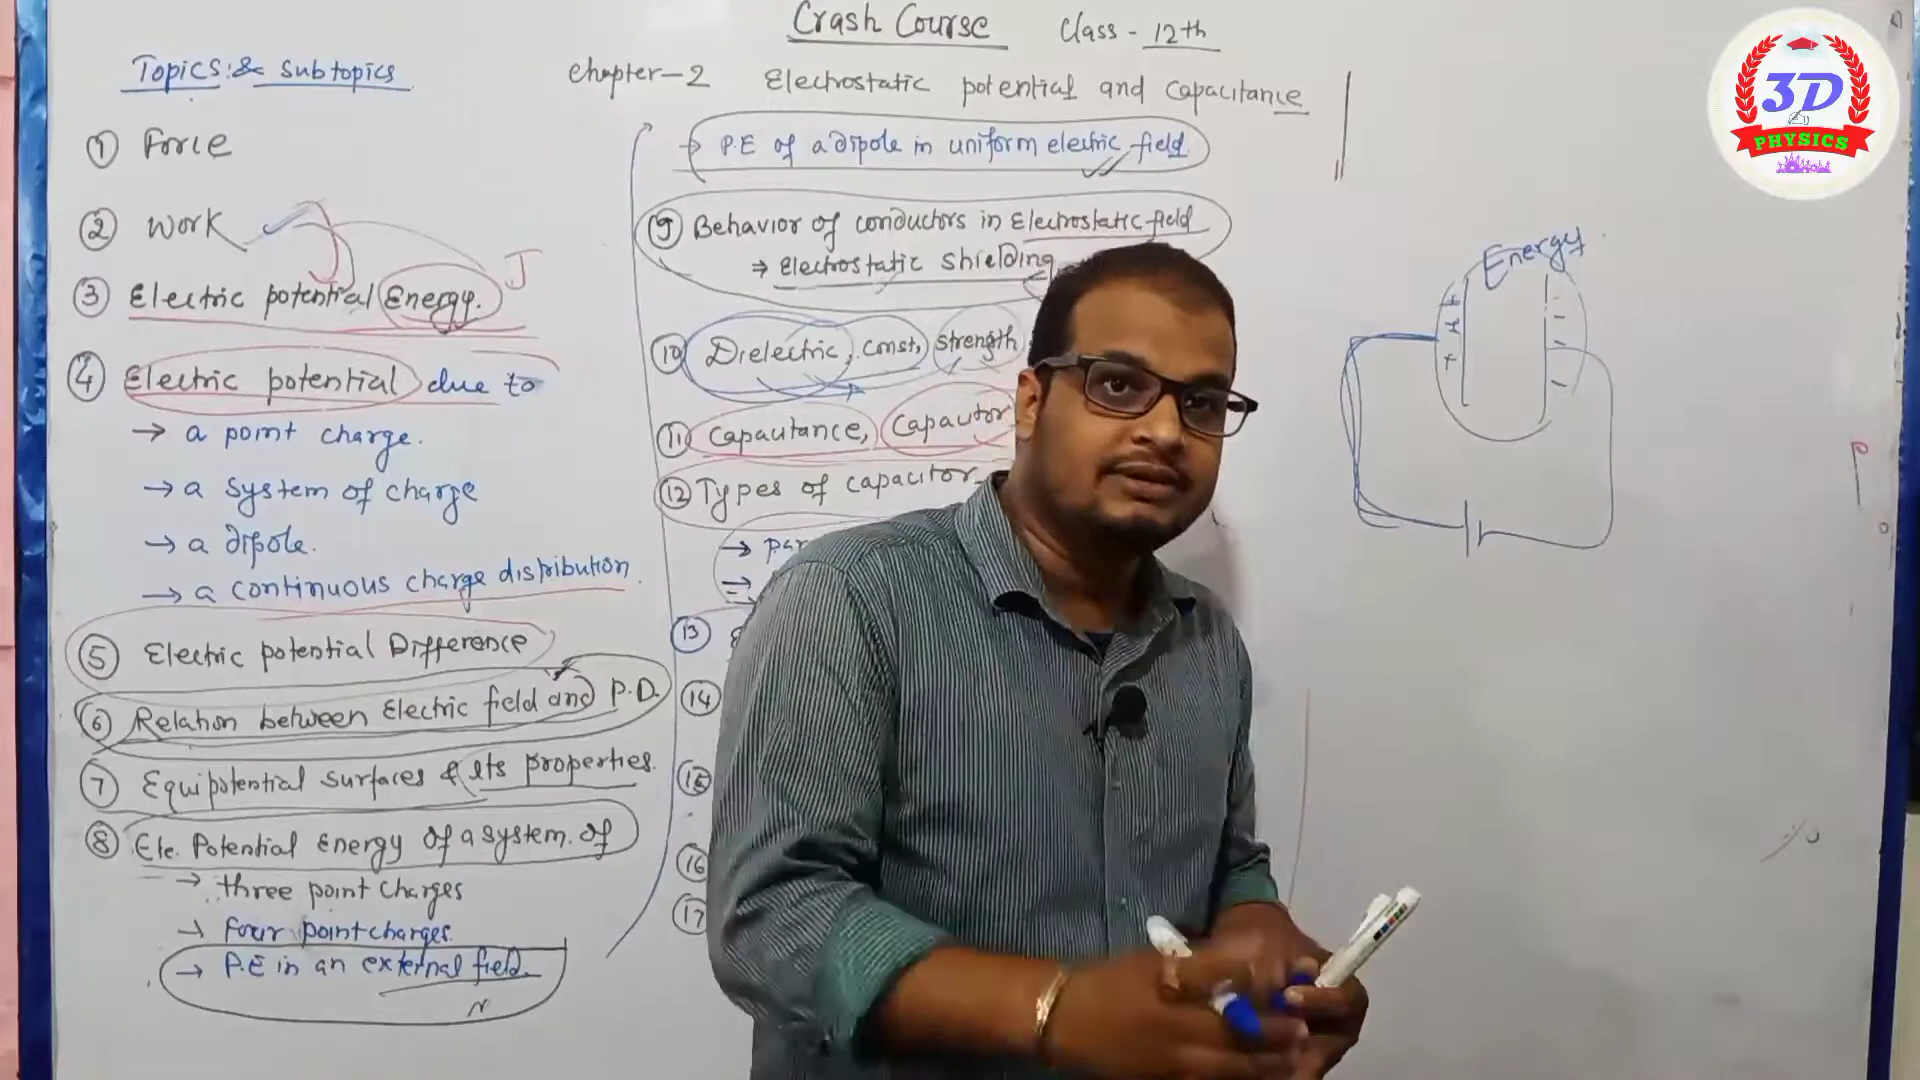 Crash Course Class - 12th
Topics & Subtopics
Chapter-2 Electrostatic potential and capacitance
① Force
② Work
J
③ Electric potential Energy.
④ Electric potential due to
→ a point charge.
→ a system of charge
→ a dipole.
→ a continuous charge distribution
⑤ Electric potential Difference
⑥ Relation between Electric field and P.D.
⑦ Equipotential Surfaces & its properties.
⑧ Ele. Potential Energy of a system of
→ three point charges
→ four point charges.
→ P.E in an external field.
→ P.E of a dipole in uniform electric field.
⑨ Behavior of conductors in Electrostatic field
⇒ Electrostatic Shielding
⑩ Dielectric, const, strength
⑪ Capacitance, Capacitor
⑫ Types of capacitor
→ par
→
⑬
⑭
⑮
⑯
⑰
Energy
+ -
+ -
+ -
-
3D
PHYSICS